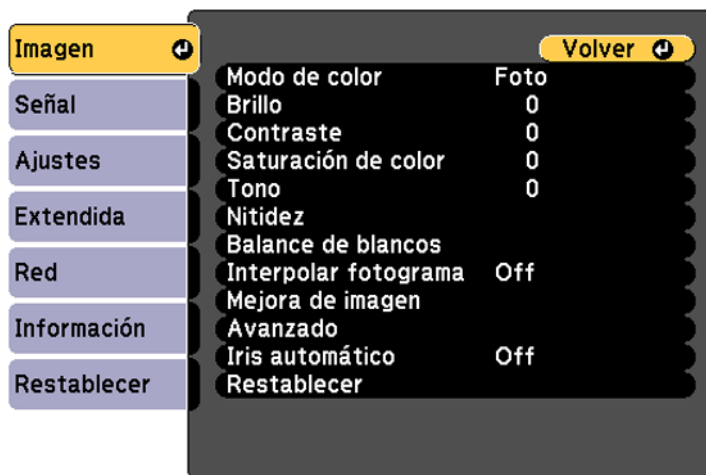 Imagen
Señal
Ajustes
Extendida
Red
Información
Restablecer
Volver
Modo de color Foto
Brillo 0
Contraste 0
Saturación de color 0
Tono 0
Nitidez
Balance de blancos
Interpolar fotograma Off
Mejora de imagen
Avanzado
Iris automático Off
Restablecer